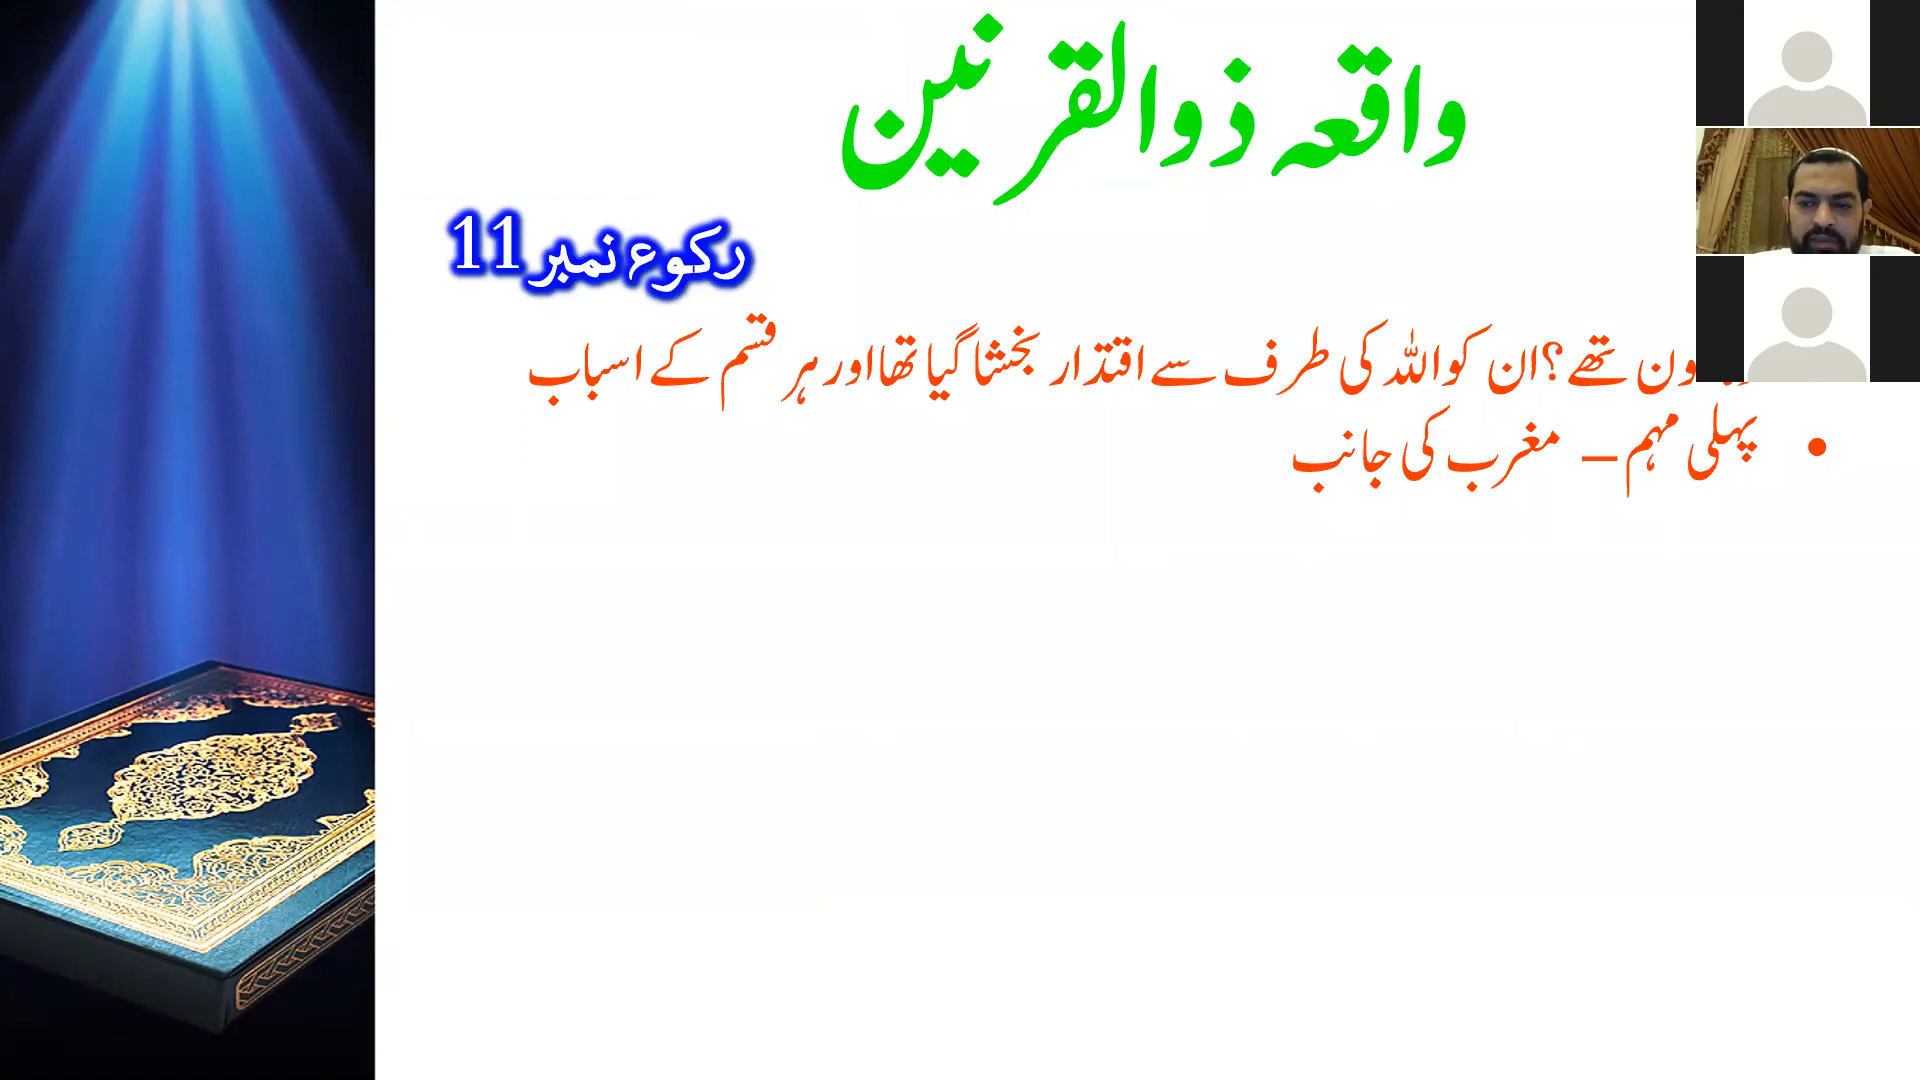 واقعہ ذوالقرنین
رکوع نمبر 11
تھے؟ ان کو اللہ کی طرف سے اقتدار بخشا گیا تھا اور ہر قسم کے اسباب
• پہلی مہم – مغرب کی جانب